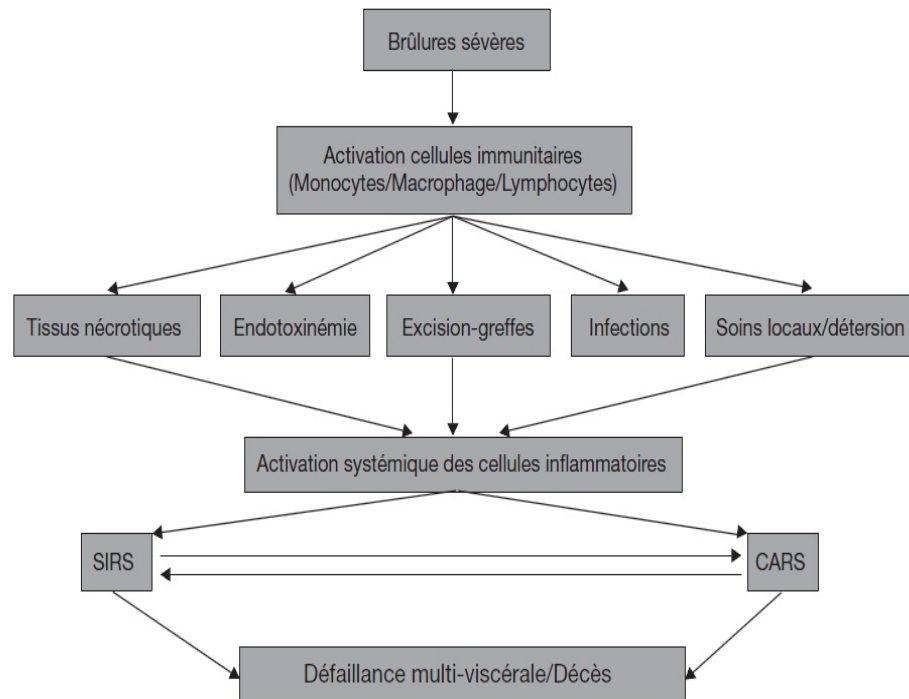 Brûlures sévères
Activation cellules immunitaires
(Monocytes/Macrophage/Lymphocytes)
Tissus nécrotiques
Endotoxinémie
Excision-greffes
Infections
Soins locaux/détersion
Activation systémique des cellules inflammatoires
SIRS
CARS
Défaillance multi-viscérale/Décès